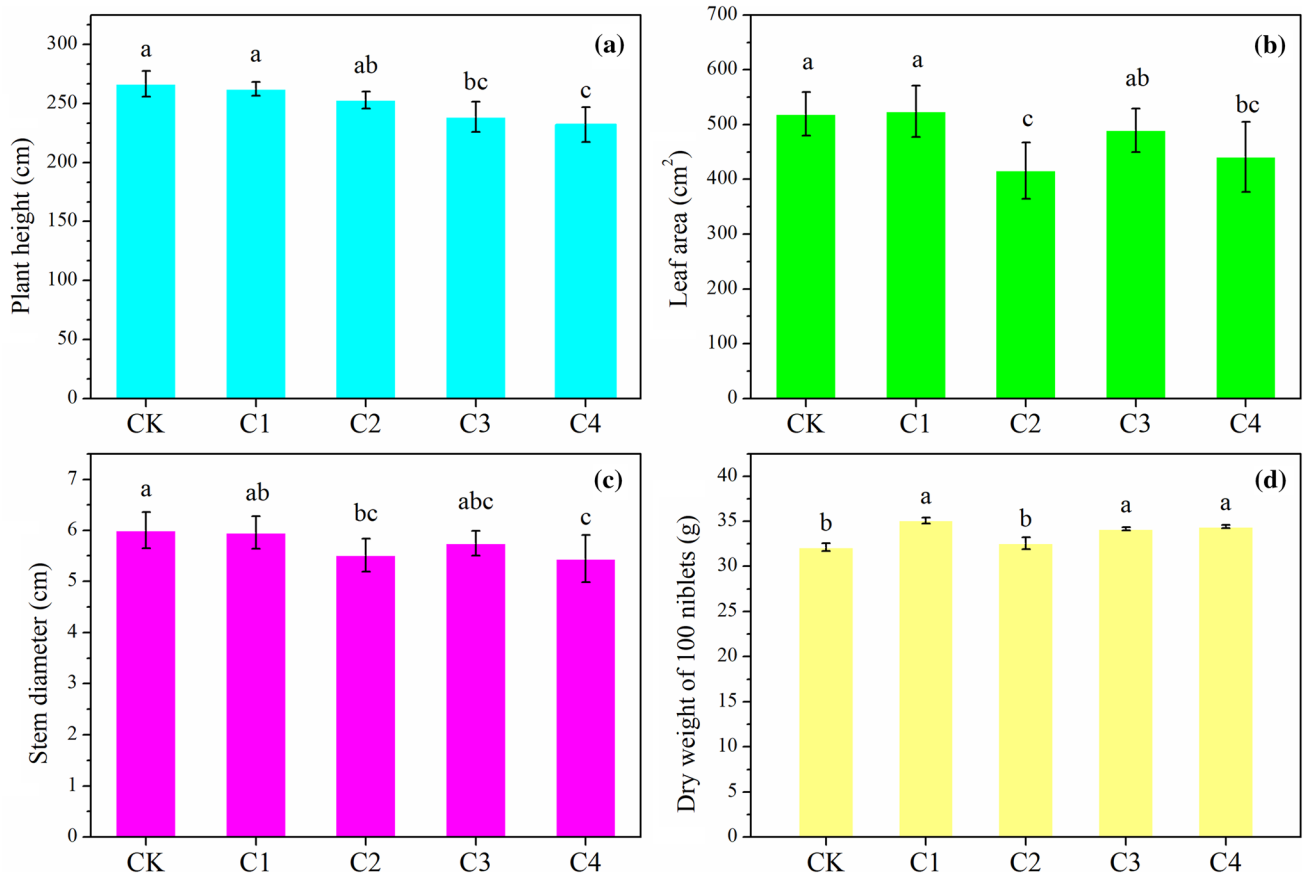 Plant height (cm)
300
250
200
150
100
50
0
a
a
ab
bc
c
(a)
CK C1 C2 C3 C4
Leaf area (cm²)
700
600
500
400
300
200
100
0
a
a
c
ab
bc
(b)
CK C1 C2 C3 C4
Stem diameter (cm)
7
6
5
6
5
2
1
0
a
ab
bc
abc
c
(c)
CK C1 C2 C3 C4
Dry weight of 100 niblets (g)
40
35
30
25
20
15
10
5
0
b
a
b
a
a
(d)
CK C1 C2 C3 C4